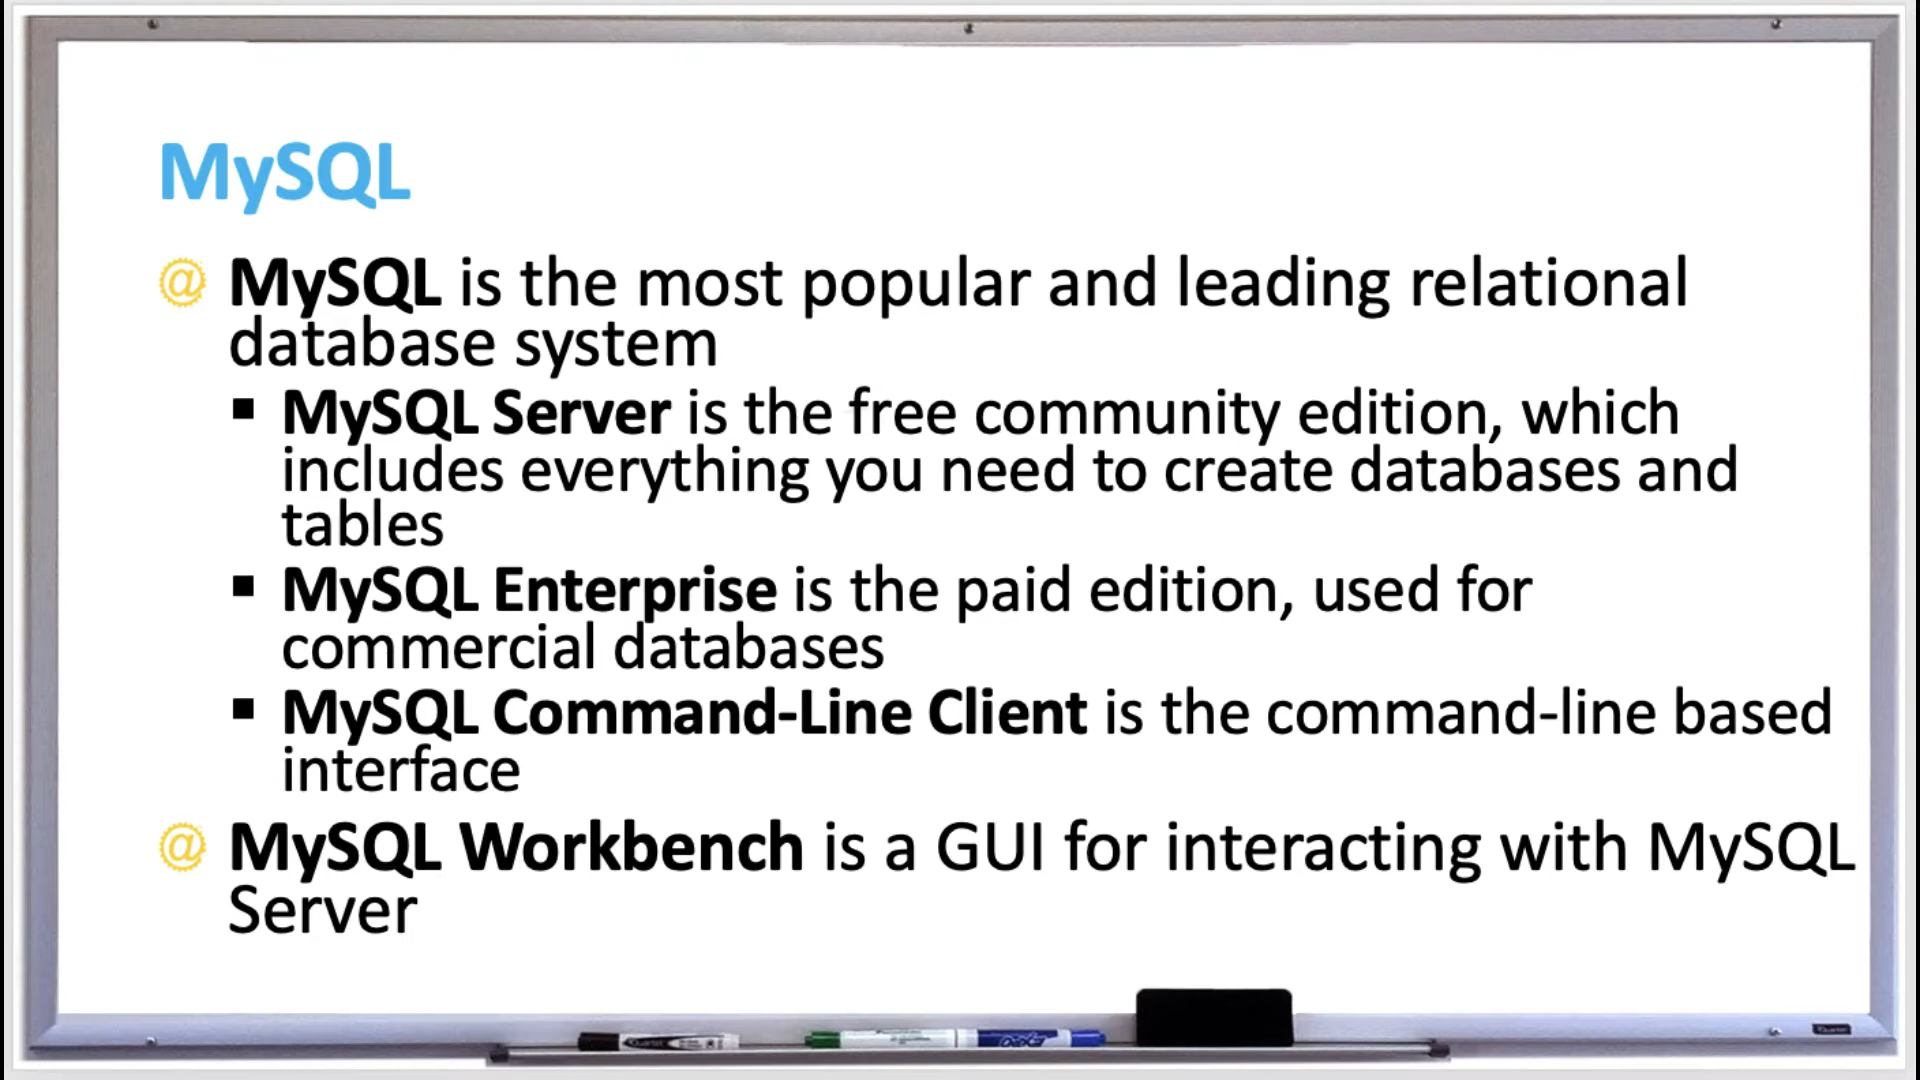 MySQL
@ MySQL is the most popular and leading relational
database system
▪ MySQL Server is the free community edition, which
includes everything you need to create databases and
tables
▪ MySQL Enterprise is the paid edition, used for
commercial databases
▪ MySQL Command-Line Client is the command-line based
interface
@ MySQL Workbench is a GUI for interacting with MySQL
Server
Quartet